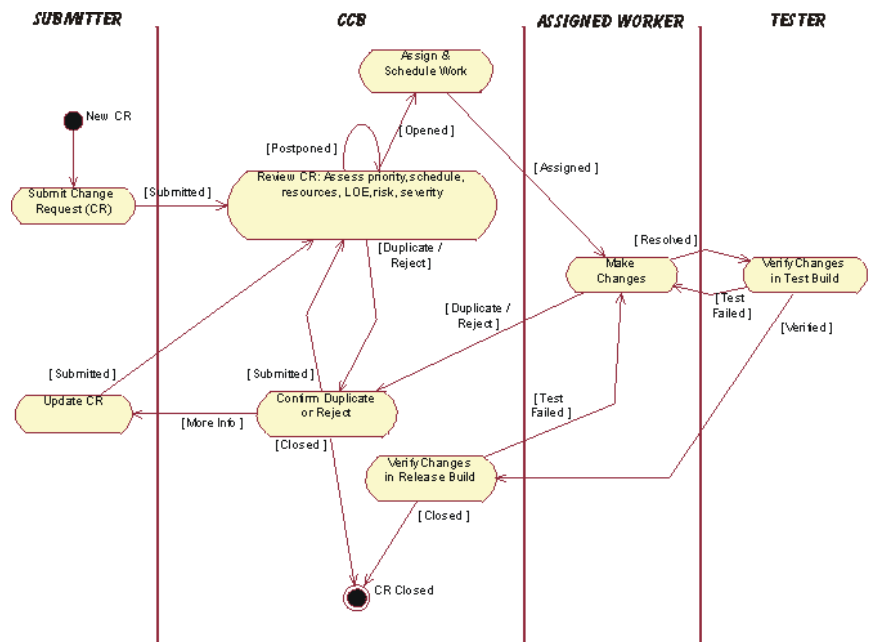 SUBMITTER
CCB
ASSIGNED WORKER
TESTER
Assign &
Schedule Work
New CR
[Postponed ]
[Opened ]
[Assigned ]
Review CR: Assess priority,schedule,
resources, LOE,risk, severity
Submit Change
Request (CR)
[Submitted ]
[Duplicate /
Reject]
[Resolved ]
Make
Changes
Verify Changes
in Test Build
[Test
Failed ]
[Duplicate /
Reject ]
[Verified ]
[Submitted ]
[Submitted ]
Update CR
[More Info ]
Confirm Duplicate
or Reject
[Test
Failed ]
[Closed ]
Verify Changes
in Release Build
[Closed ]
CR Closed